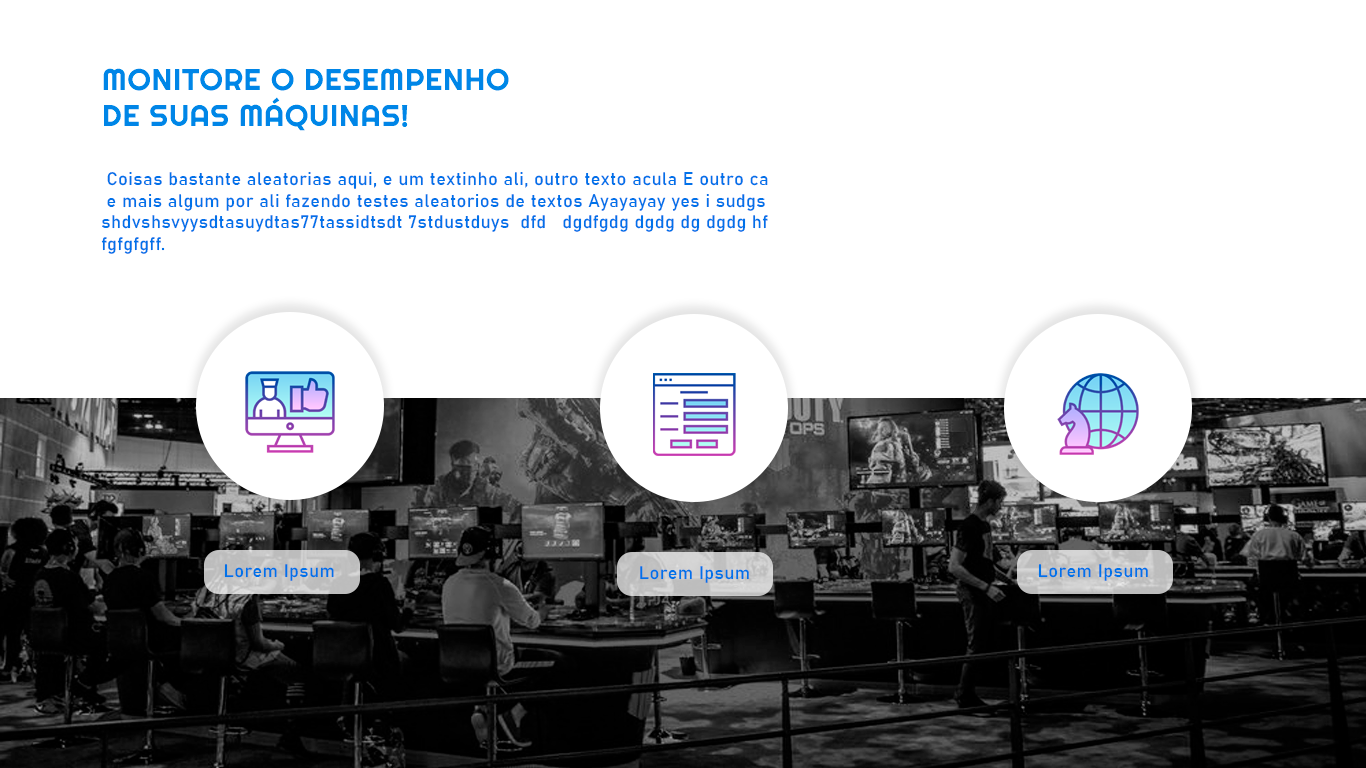 MONITORE O DESEMPENHO
DE SUAS MÁQUINAS!
Coisas bastante aleatorias aqui, e um textinho ali, outro texto acula E outro ca
e mais algum por ali fazendo testes aleatorios de textos Ayayayay yes i sudgs
shdvshsvyysdtasuydtas77tassidtsdt 7stdustduys dfd dgdfgdg dgdg dg dgdg hf
fgfgfgff.
UTY
OPS
Lorem Ipsum
Lorem Ipsum
Lorem Ipsum